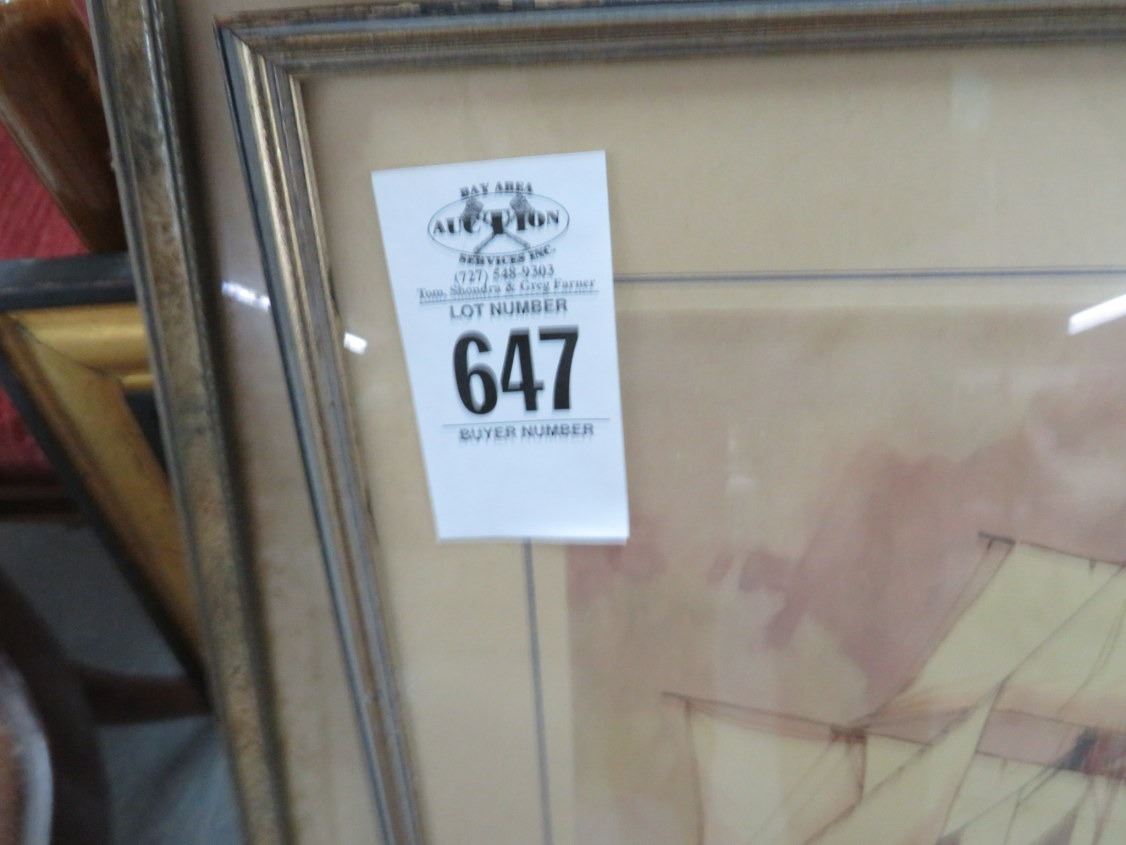 BAY AREA
AUCTION
SERVICES INC.
(727) 548-9303
Tom, Shondra & Greg Farner
LOT NUMBER
647
BUYER NUMBER